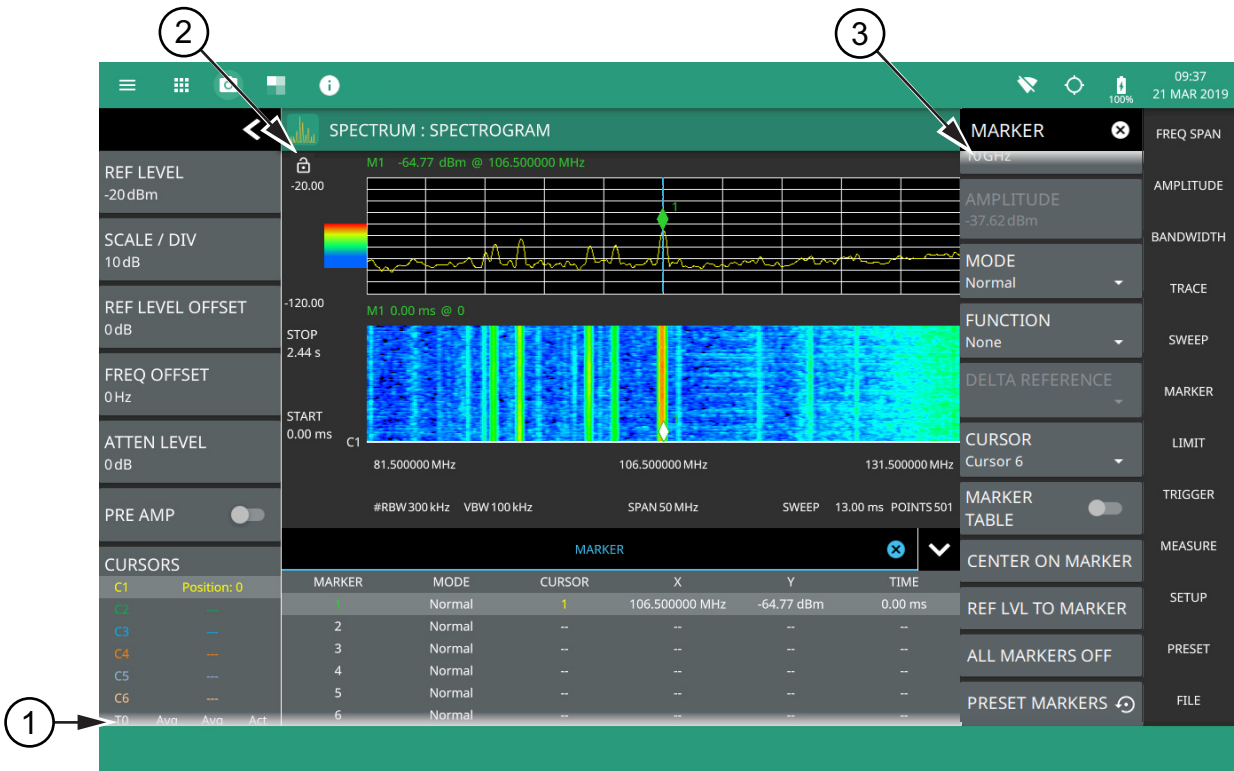 2
3
09:37
100%
21 MAR 2019
SPECTRUM : SPECTROGRAM
MARKER
FREQ SPAN
AMPLITUDE
BANDWIDTH
TRACE
SWEEP
MARKER
LIMIT
TRIGGER
MEASURE
SETUP
PRESET
FILE
REF LEVEL
-20 dBm
SCALE / DIV
10 dB
REF LEVEL OFFSET
0 dB
FREQ OFFSET
0 Hz
ATTEN LEVEL
0 dB
PRE AMP
CURSORS
C1 Position: 0
C2 ---
C3 ---
C4 ---
C5 ---
C6 ---
T0 Avg Avg Act
1
M1 -64.77 dBm @ 106.500000 MHz
-20.00
1
-120.00
M1 0.00 ms @ 0
STOP
2.44 s
START
0.00 ms
C1
1
81.500000 MHz 106.500000 MHz 131.500000 MHz
#RBW 300 kHz VBW 100 kHz SPAN 50 MHz SWEEP 13.00 ms POINTS 501
MARKER
MARKER MODE CURSOR X Y TIME
1 Normal 1 106.500000 MHz -64.77 dBm 0.00 ms
2 Normal -- -- -- --
3 Normal -- -- -- --
4 Normal -- -- -- --
5 Normal -- -- -- --
6 Normal -- -- -- --
10 GHz
AMPLITUDE
-37.62 dBm
MODE
Normal
FUNCTION
None
DELTA REFERENCE
--
CURSOR
Cursor 6
MARKER
TABLE
CENTER ON MARKER
REF LVL TO MARKER
ALL MARKERS OFF
PRESET MARKERS